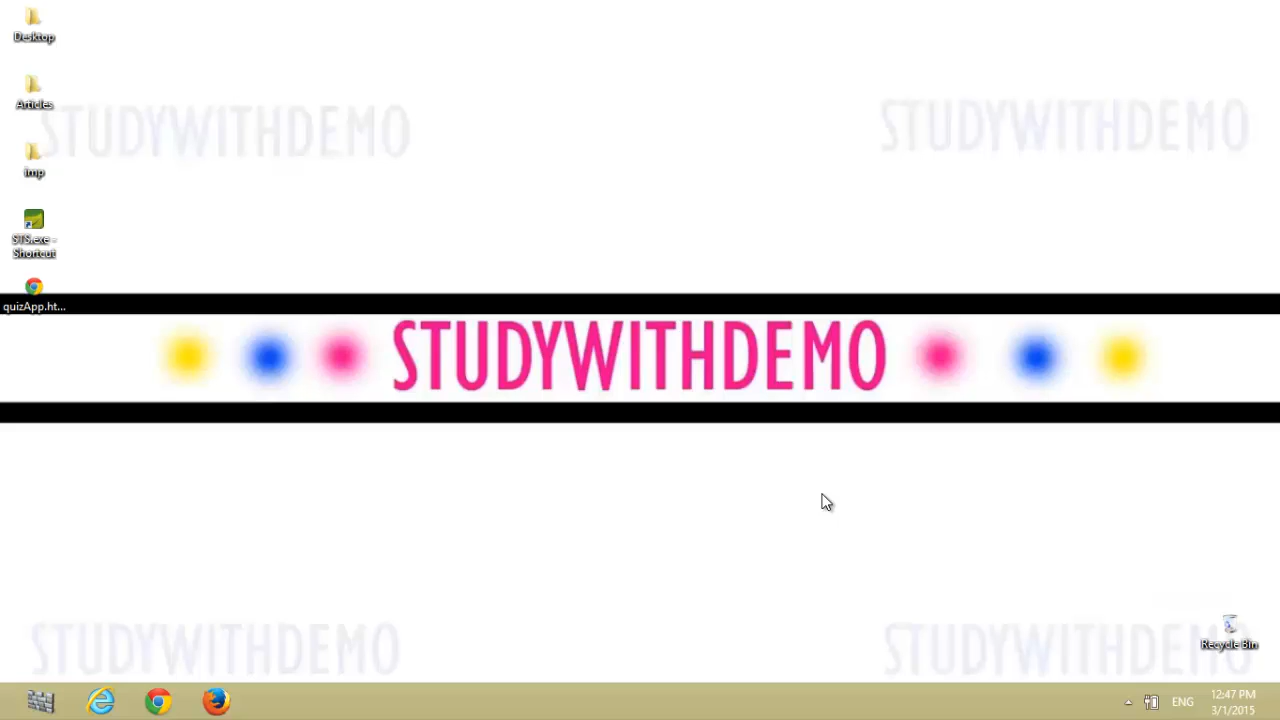 Desktop
Articles
imp
STS.exe -
Shortcut
quizApp.ht...
STUDYWITHDEMO
STUDYWITHDEMO
STUDYWITHDEMO
STUDYWITHDEMO
STUDYWITHDEMO
Recycle Bin
ENG
12:47 PM
3/1/2015